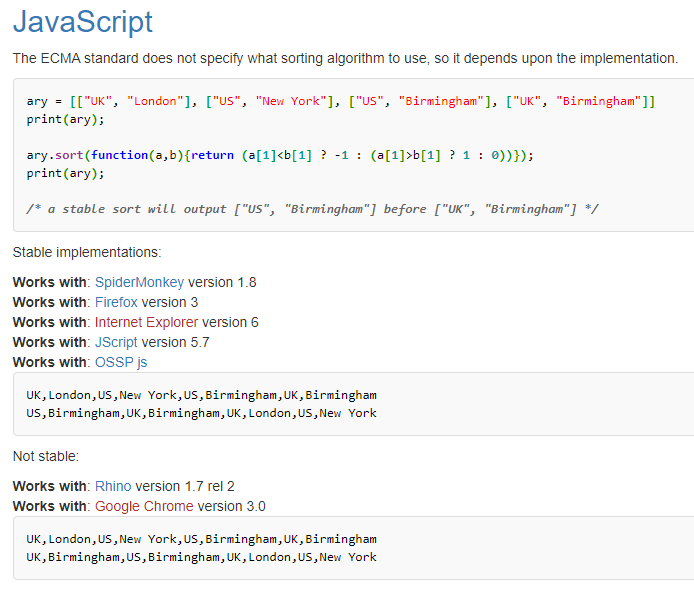 JavaScript
The ECMA standard does not specify what sorting algorithm to use, so it depends upon the implementation.
ary = [["UK", "London"], ["US", "New York"], ["US", "Birmingham"], ["UK", "Birmingham"]]
print(ary);
ary.sort(function(a,b){return (a[1]<b[1] ? -1 : (a[1]>b[1] ? 1 : 0))});
print(ary);
/* a stable sort will output ["US", "Birmingham"] before ["UK", "Birmingham"] */
Stable implementations:
Works with: SpiderMonkey version 1.8
Works with: Firefox version 3
Works with: Internet Explorer version 6
Works with: JScript version 5.7
Works with: OSSP js
UK,London,US,New York,US,Birmingham,UK,Birmingham
US,Birmingham,UK,Birmingham,UK,London,US,New York
Not stable:
Works with: Rhino version 1.7 rel 2
Works with: Google Chrome version 3.0
UK,London,US,New York,US,Birmingham,UK,Birmingham
UK,Birmingham,US,Birmingham,UK,London,US,New York